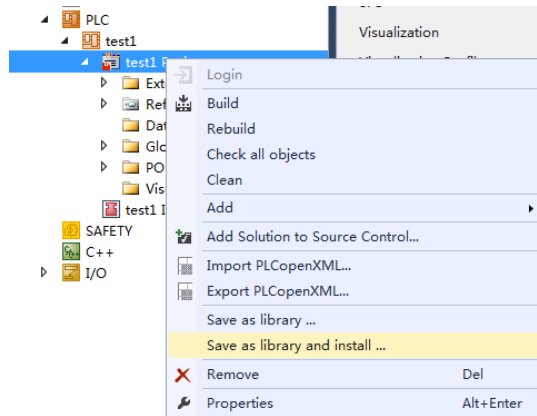 PLC
Visualization
test1
test1
Login
Ext
Build
Ref
Rebuild
Dat
Check all objects
Glo
Clean
PO
Vis
Add
test1 I
Add Solution to Source Control...
SAFETY
C++
Import PLCopenXML...
I/O
Export PLCopenXML...
Save as library ...
Save as library and install ...
Remove Del
Properties Alt+Enter